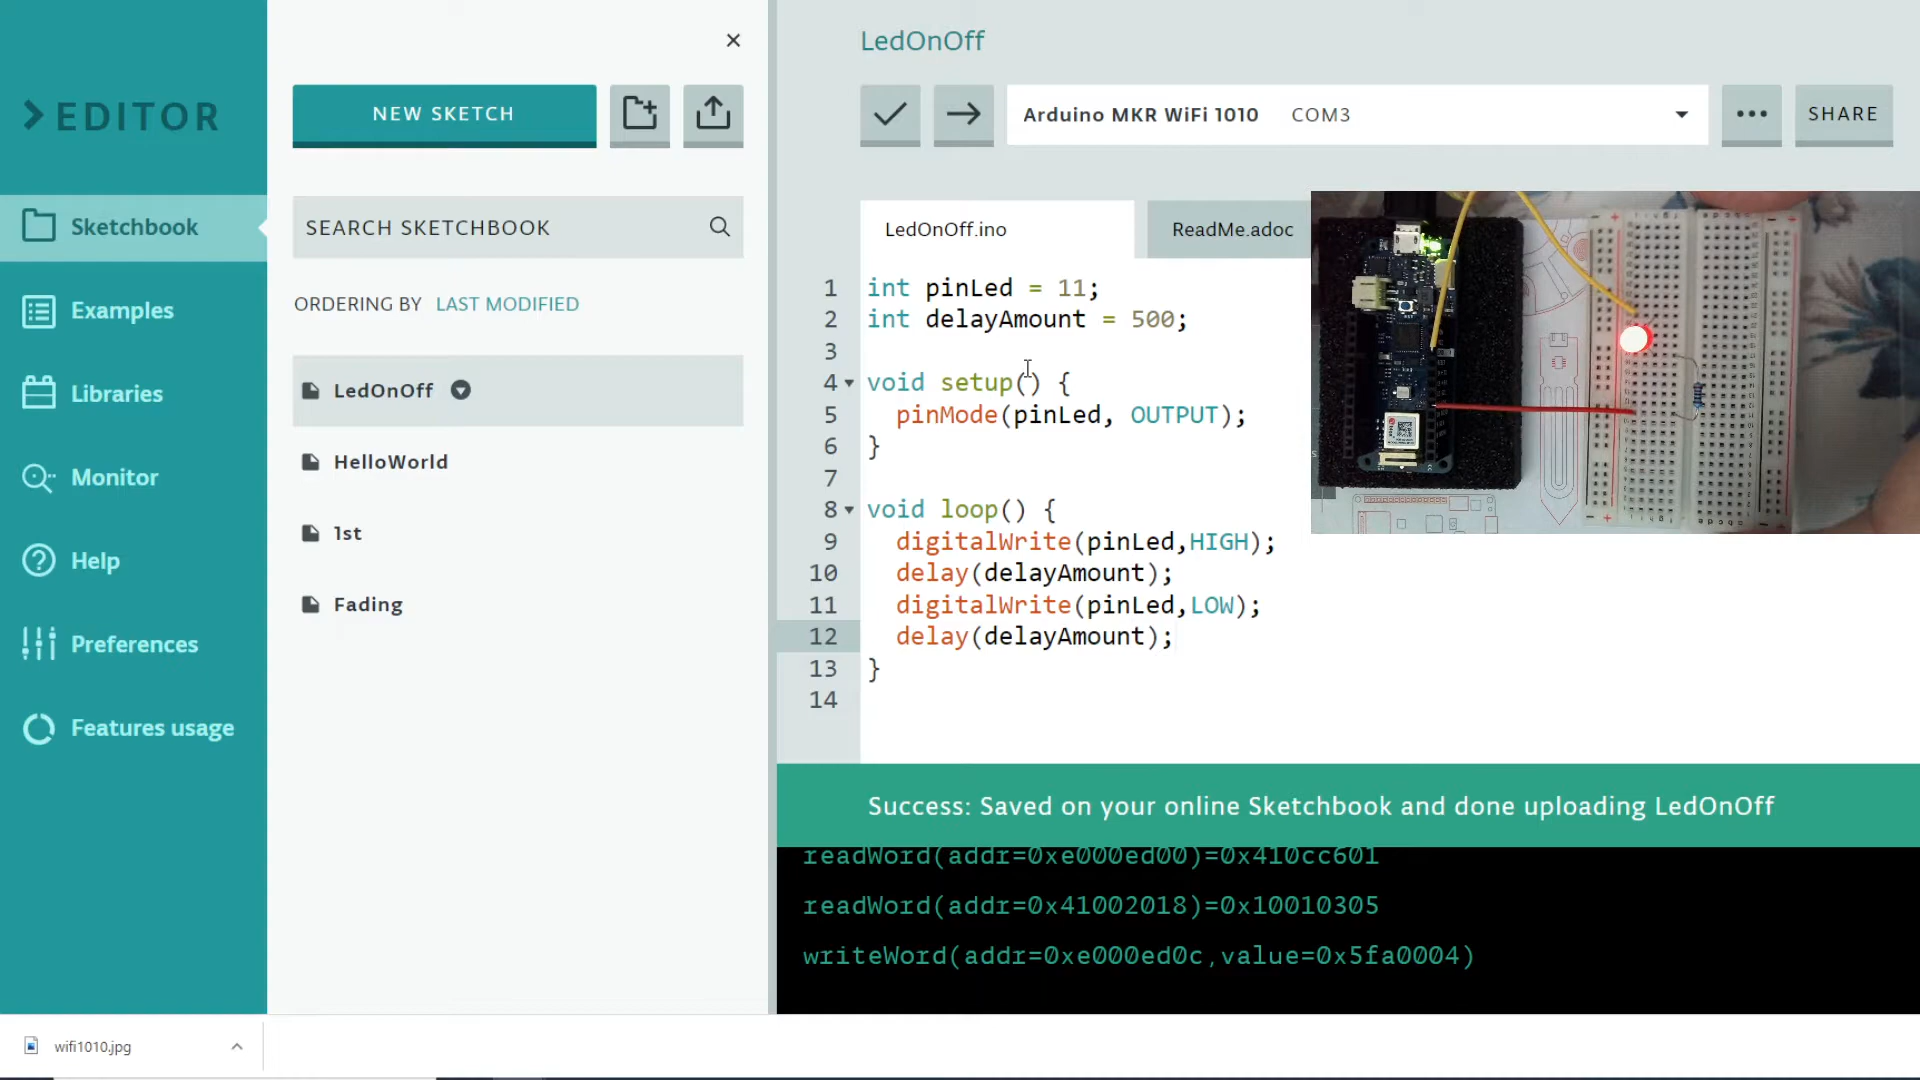 EDITOR
Sketchbook
Examples
Libraries
Monitor
Help
Preferences
Features usage
NEW SKETCH
SEARCH SKETCHBOOK
ORDERING BY LAST MODIFIED
LedOnOff
HelloWorld
1st
Fading
LedOnOff
Arduino MKR WiFi 1010 COM3
SHARE
LedOnOff.ino
ReadMe.adoc
1 int pinLed = 11;
2 int delayAmount = 500;
3
4 void setup() {
5 pinMode(pinLed, OUTPUT);
6 }
7
8 void loop() {
9 digitalWrite(pinLed,HIGH);
10 delay(delayAmount);
11 digitalWrite(pinLed,LOW);
12 delay(delayAmount);
13 }
14
Success: Saved on your online Sketchbook and done uploading LedOnOff
readWord(addr=0xe000ed00)=0x410cc601
readWord(addr=0x41002018)=0x10010305
writeWord(addr=0xe000ed0c,value=0x5fa0004)
wifi1010.jpg